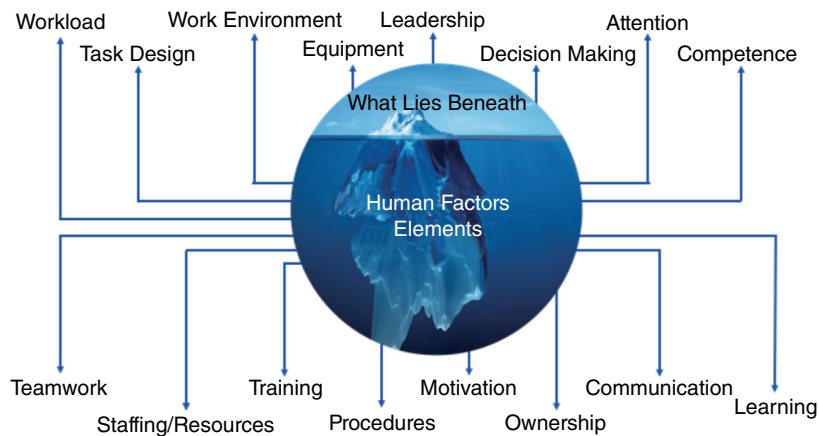 Workload
Work Environment
Leadership
Attention
Task Design
Equipment
Decision Making
Competence
What Lies Beneath
Human Factors
Elements
Teamwork
Training
Motivation
Communication
Learning
Staffing/Resources
Procedures
Ownership